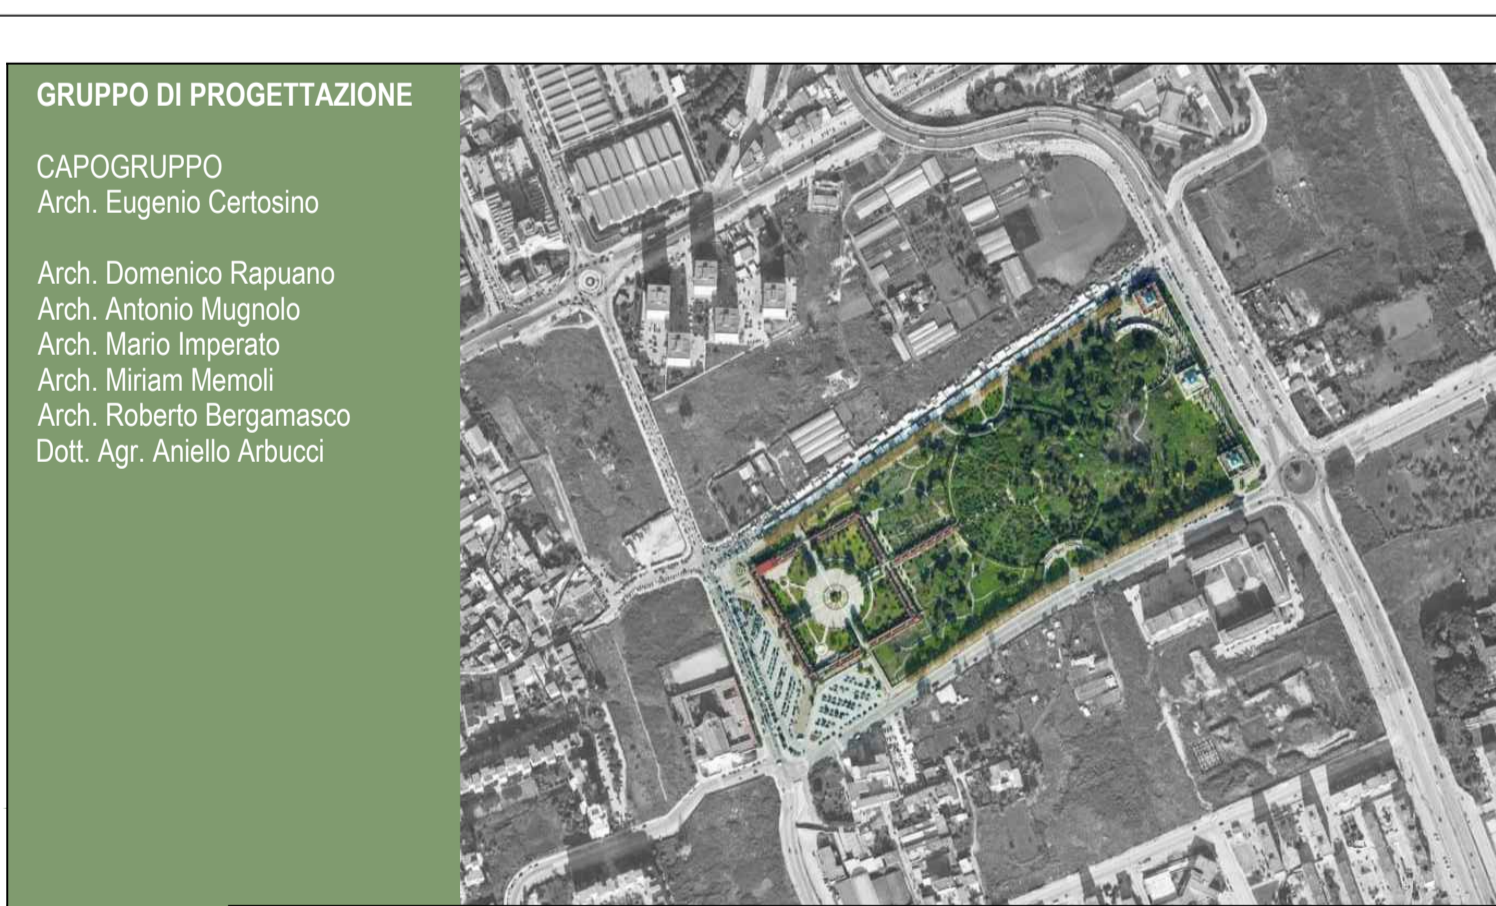 GRUPPO DI PROGETTAZIONE
CAPOGRUPPO
Arch. Eugenio Certosino
Arch. Domenico Rapuano
Arch. Antonio Mugnolo
Arch. Mario Imperato
Arch. Miriam Memoli
Arch. Roberto Bergamasco
Dott. Agr. Aniello Arbucci